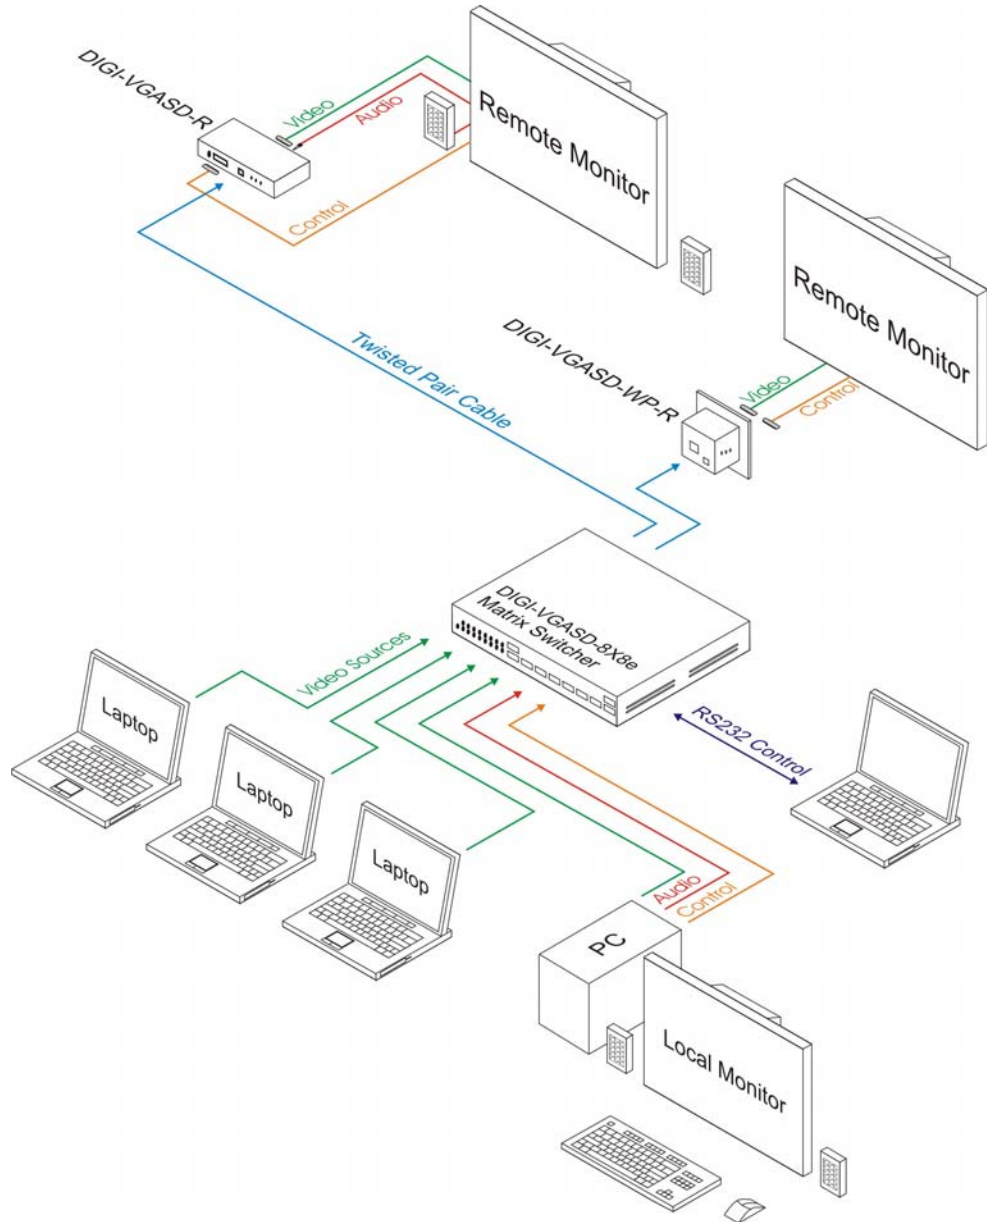 DIGI-VGASD-R
Video
Audio
Control
Remote Monitor
Remote Monitor
DIGI-VGASD-WP-R
Video
Control
Twisted Pair Cable
DIGI-VGASD-8X8e
Matrix Switcher
Video Sources
RS232 Control
Laptop
Laptop
Laptop
Audio
Control
PC
Local Monitor